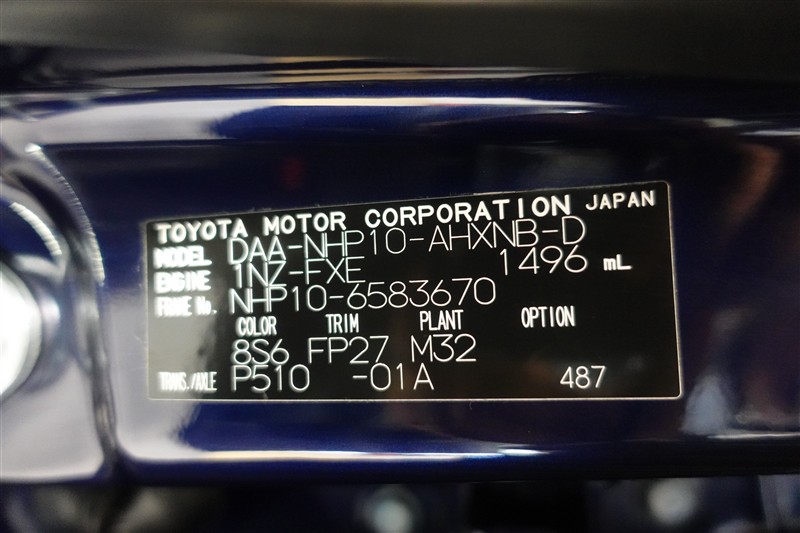 TOYOTA MOTOR CORPORATION JAPAN
MODEL DAA-NHP10-AHXNB-D
ENGINE 1NZ-FXE 1496 mL
FRAME No. NHP10-6583670
COLOR TRIM PLANT OPTION
8S6 FP27 M32
TRANS./AXLE P510 -01A 487